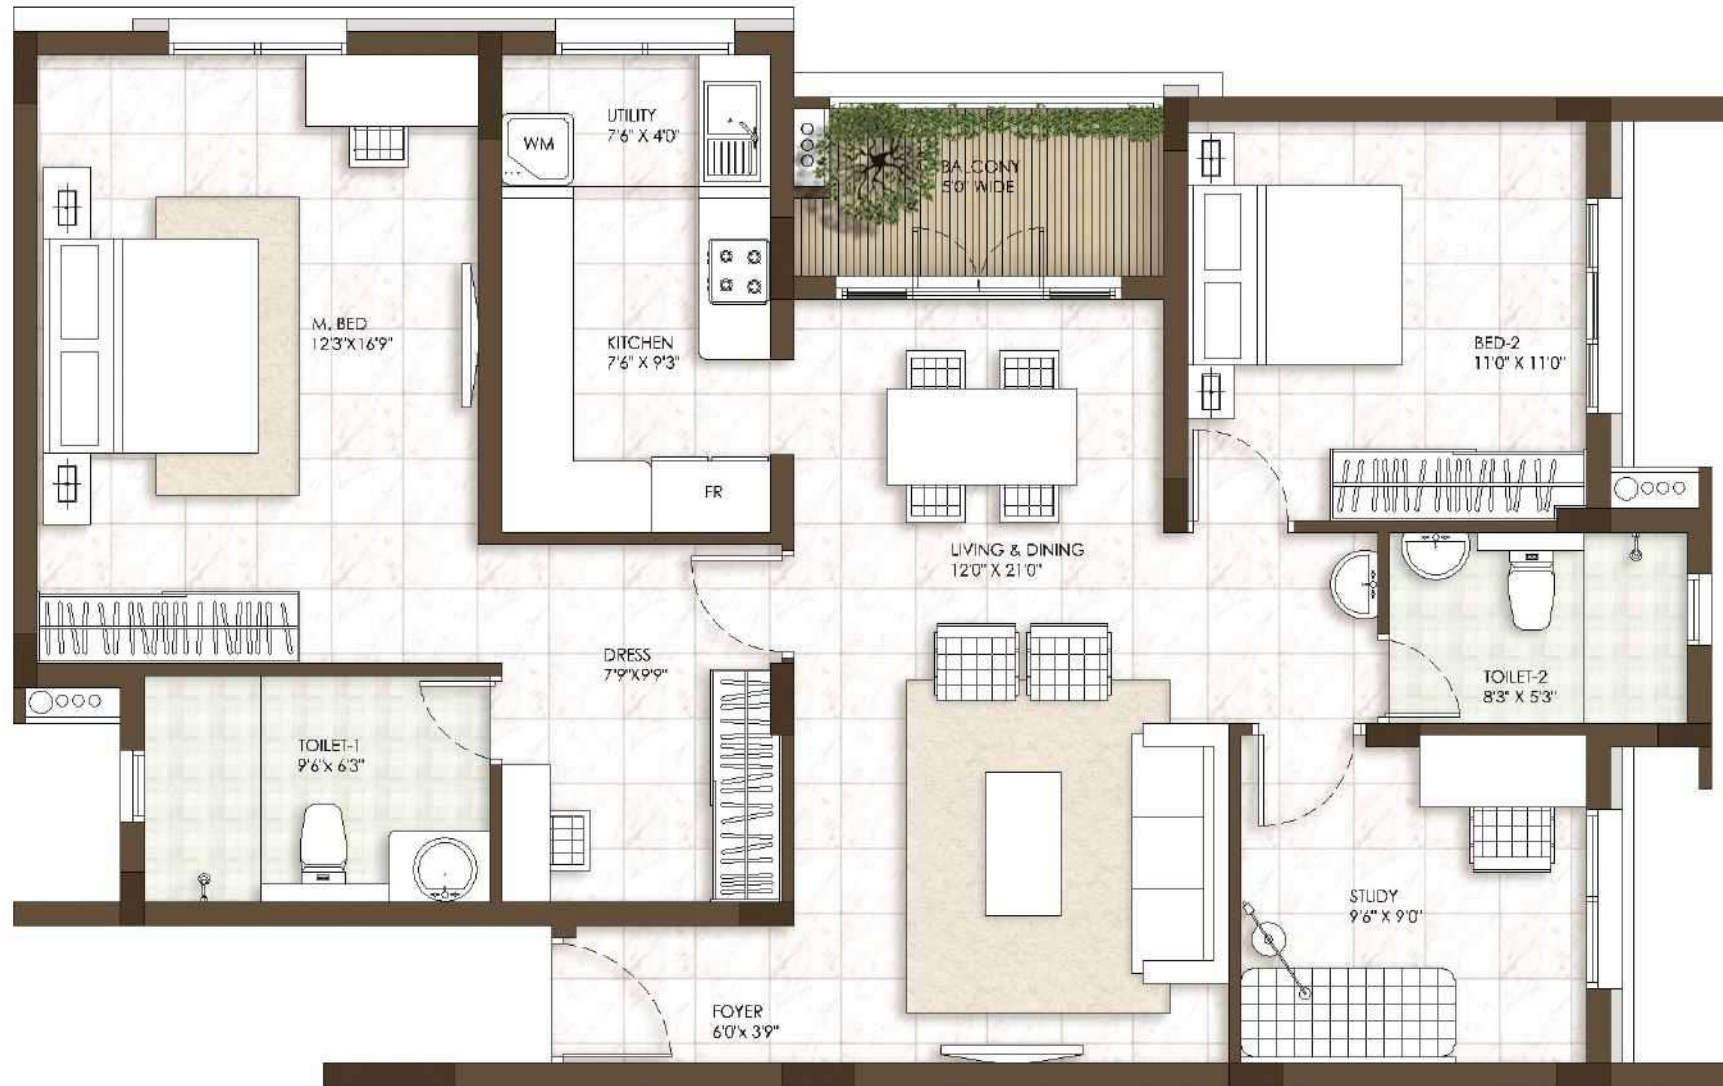 UTILITY
7'6" X 4'0"
WM
BALCONY
5'0" WIDE
M. BED
12'3"X16'9"
KITCHEN
7'6" X 9'3"
BED-2
11'0" X 11'0"
FR
LIVING & DINING
12'0" X 21'0"
DRESS
7'9"X9'9"
TOILET-2
8'3" X 5'3"
TOILET-1
9'6"x 6'3"
STUDY
9'6" X 9'0"
FOYER
6'0"x 3'9"